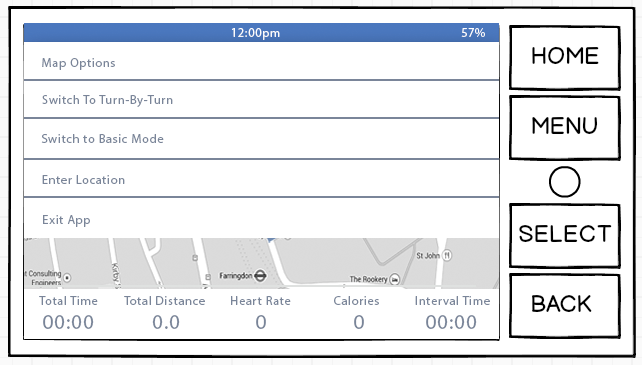 12:00pm 57%
Map Options
Switch To Turn-By-Turn
Switch to Basic Mode
Enter Location
Exit App
St John
t Consulting
Engineers
Farringdon
The Rookery
Total Time Total Distance Heart Rate Calories Interval Time
00:00 0.0 0 0 00:00
HOME
MENU
SELECT
BACK